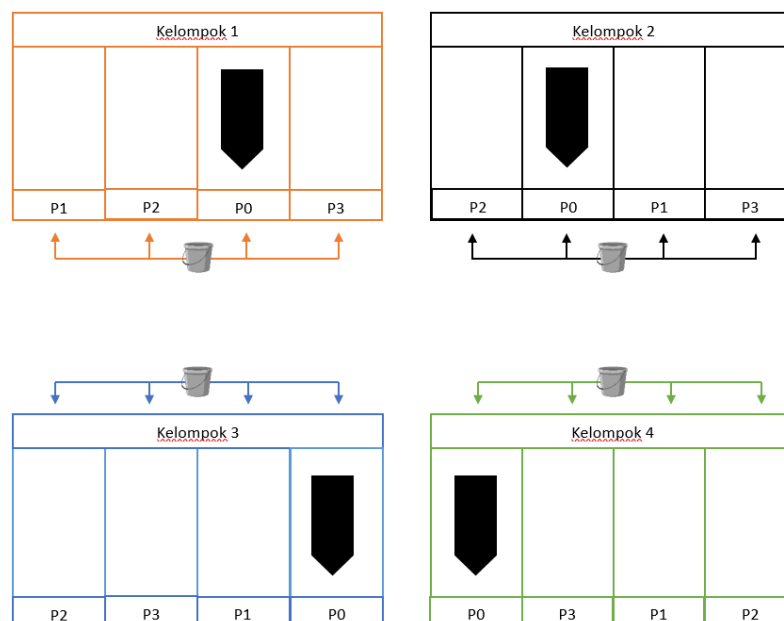 Kelompok 1
P1 P2 P0 P3
Kelompok 2
P2 P0 P1 P3
Kelompok 3
P2 P3 P1 P0
Kelompok 4
P0 P3 P1 P2